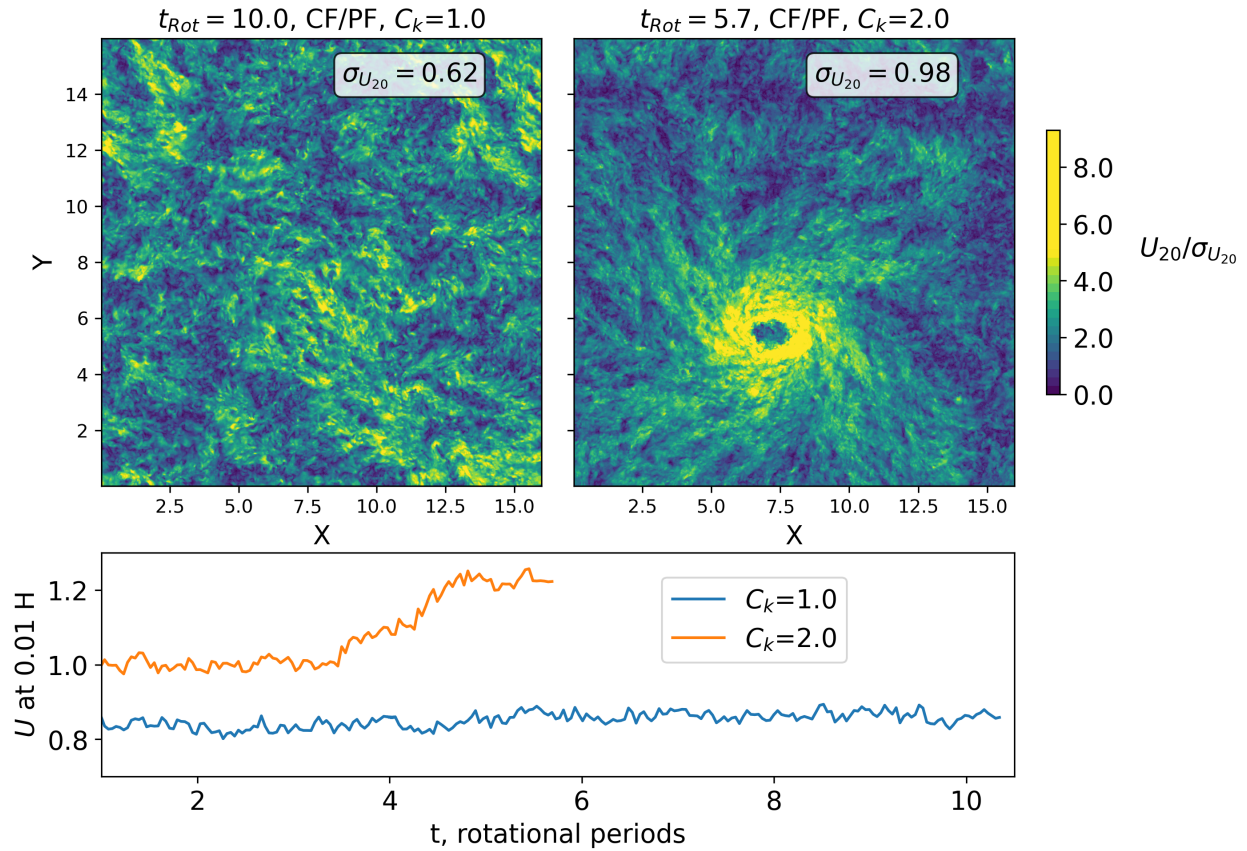 t_Rot = 10.0, CF/PF, C_k=1.0
t_Rot = 5.7, CF/PF, C_k=2.0
σ_U_20 = 0.62
σ_U_20 = 0.98
14
12
10
8
6
4
2
Y
2.5 5.0 7.5 10.0 12.5 15.0
X
2.5 5.0 7.5 10.0 12.5 15.0
X
8.0
6.0
4.0
2.0
0.0
U_20/σ_U_20
1.2
1.0
0.8
U at 0.01 H
C_k=1.0
C_k=2.0
2 4 6 8 10
t, rotational periods